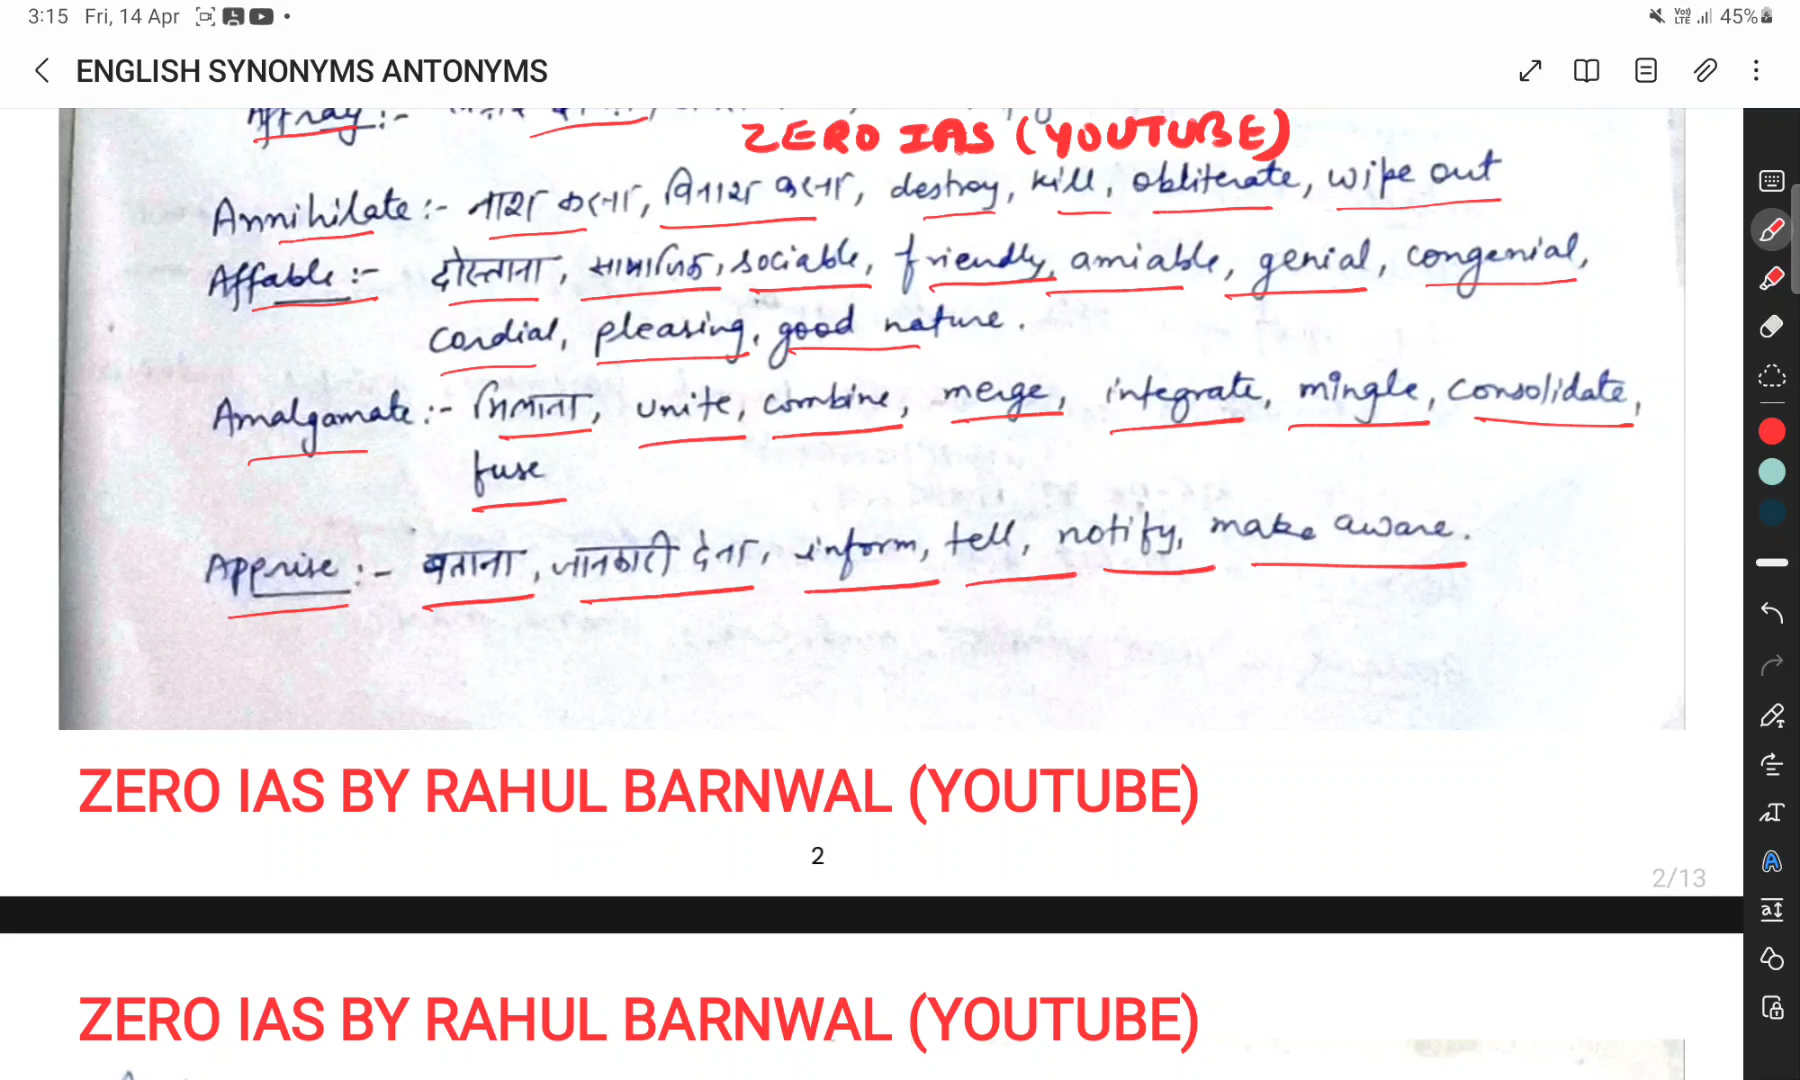 3:15 Fri, 14 Apr
45%
ENGLISH SYNONYMS ANTONYMS
Affray:-
ZERO IAS (YOUTUBE)
Annihilate:- नाश करना, विनाश करना, destroy, kill, obliterate, wipe out
Affable:- दोस्ताना, सामाजिक, sociable, friendly, amiable, genial, congenial,
cordial, pleasing, good nature.
Amalgamate:- मिलाना, unite, combine, merge, integrate, mingle, consolidate,
fuse
Apprise:- बताना, जानकारी देना, inform, tell, notify, make aware.
ZERO IAS BY RAHUL BARNWAL (YOUTUBE)
2
2/13
ZERO IAS BY RAHUL BARNWAL (YOUTUBE)